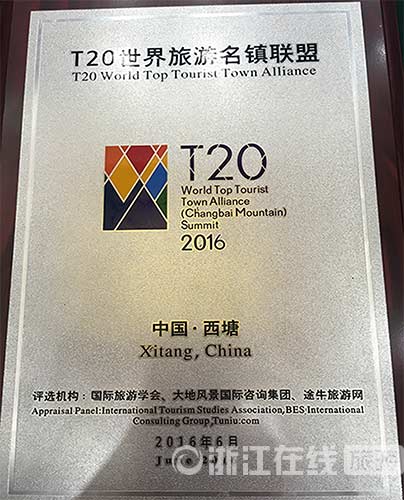 T20世界旅游名镇联盟
T20 World Top Tourist Town Alliance
T20
World Top Tourist
Town Alliance
(Changbai Mountain)
Summit
2016
中国·西塘
Xitang, China
评选机构：国际旅游学会、大地风景国际咨询集团、途牛旅游网
Appraisal Panel:International Tourism Studies Association,BES·International
Consulting Group,Tuniu.com
2016年6月
June
浙江在线